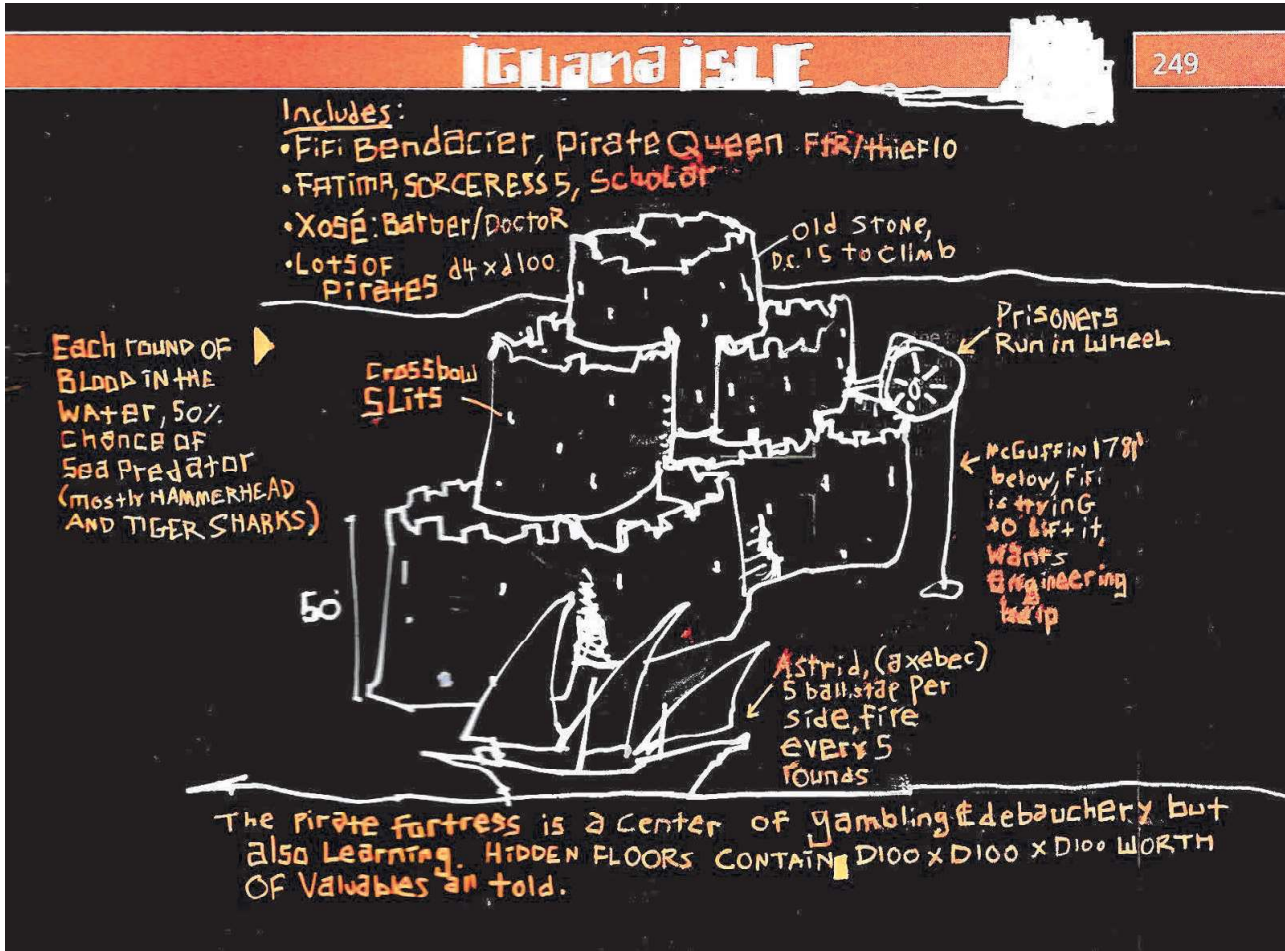 iGuana iSLE
249
Includes:
•FiFi Bendacier, pirate Queen FtR/thieF10
•FATIMA, SORCERESS 5, Scholar
•Xosé: Barber/DoctoR
•LotS OF d4 x d100
Pirates
old STONE,
D.C. 15 to climb
Prisoners
Run in wheel
Each round of
BLOOD IN THE
WATER, 50%
Chance of
Sea Predator
(mostly HAMMERHEAD
AND TIGER SHARKS)
Crossbow
SLits
McGuffin 178'
below, Fifi
is trying
to Lift it,
wants
Engineering
help
50'
Astrid, (axebec)
5 ballistae Per
side, fire
every 5
rounds
The pirate fortress is a center of gambling & debauchery but
also Learning. HIDDEN FLOORS CONTAIN D100 X D100 X D100 WORTH
OF Valuables all told.